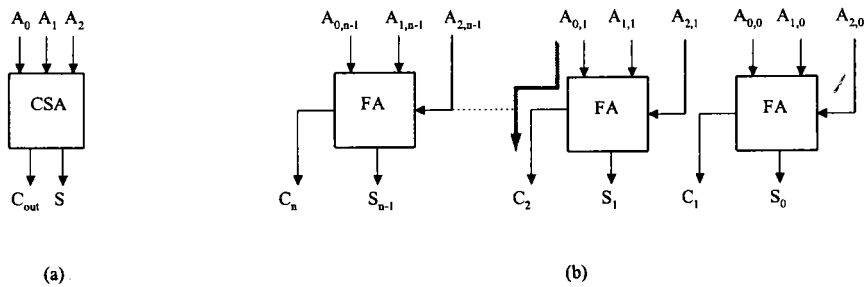 A0 A1 A2
CSA
Cout S
(a)
A0,n-1 A1,n-1 A2,n-1
FA
Cn Sn-1
A0,1 A1,1 A2,1
FA
C2 S1
A0,0 A1,0 A2,0
FA
C1 S0
(b)